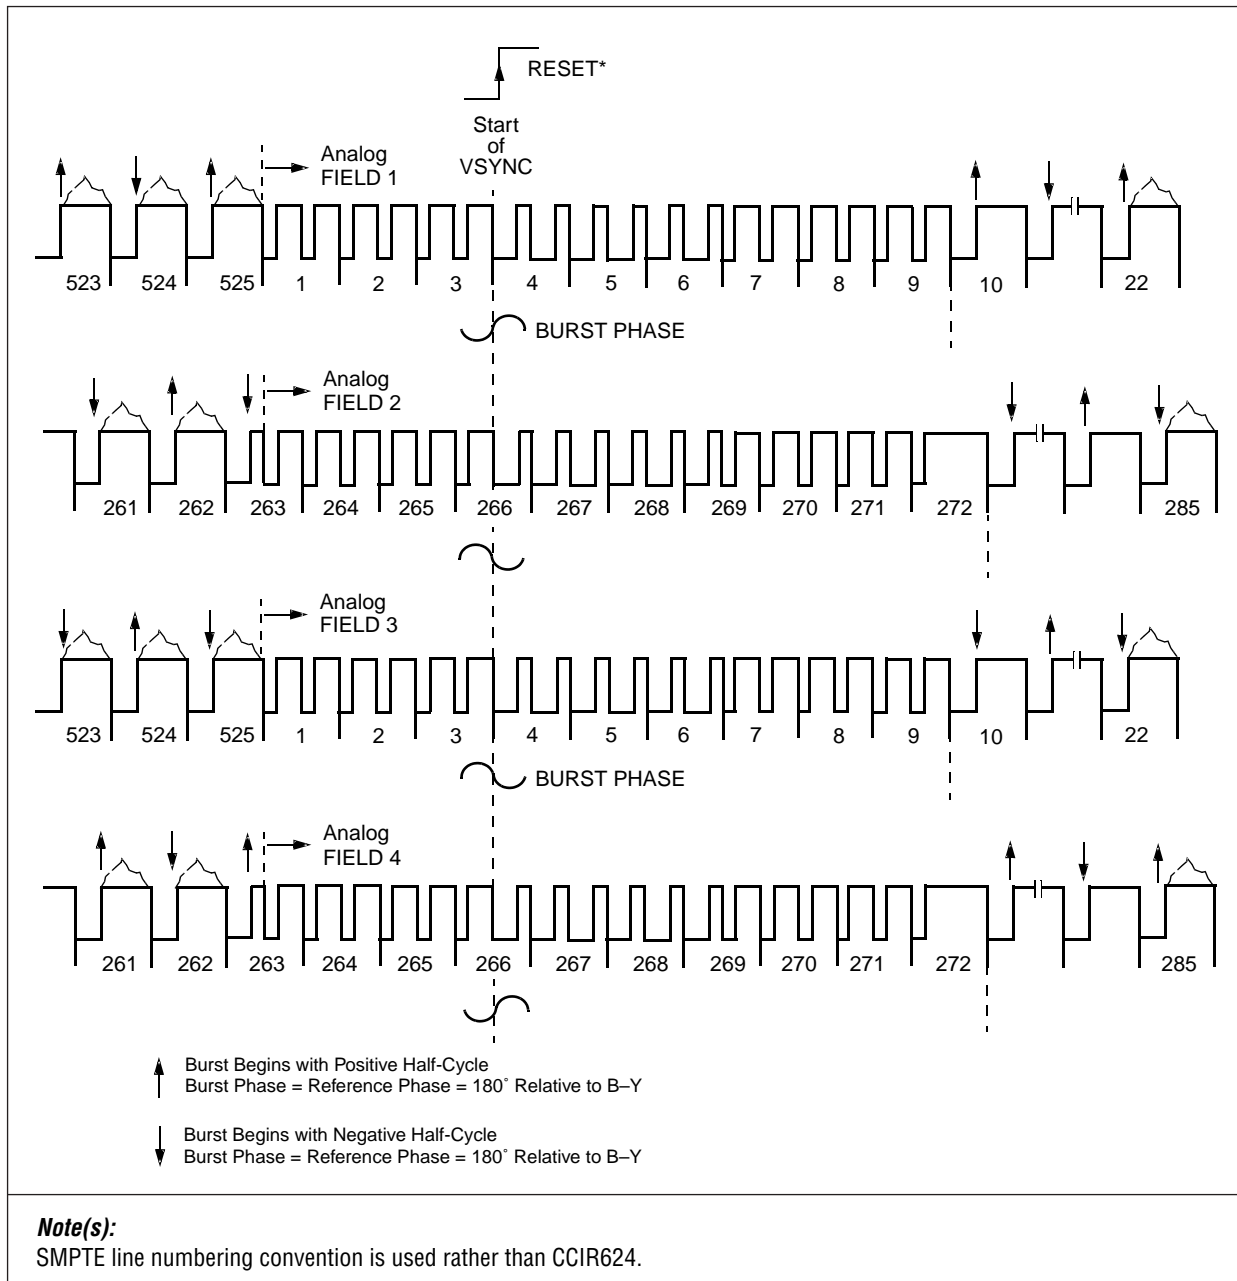 RESET*
Start
of
VSYNC
Analog
FIELD 1
523 524 525 1 2 3 4 5 6 7 8 9 10 22
BURST PHASE
Analog
FIELD 2
261 262 263 264 265 266 267 268 269 270 271 272 285
Analog
FIELD 3
523 524 525 1 2 3 4 5 6 7 8 9 10 22
BURST PHASE
Analog
FIELD 4
261 262 263 264 265 266 267 268 269 270 271 272 285
Burst Begins with Positive Half-Cycle
Burst Phase = Reference Phase = 180° Relative to B–Y
Burst Begins with Negative Half-Cycle
Burst Phase = Reference Phase = 180° Relative to B–Y
Note(s):
SMPTE line numbering convention is used rather than CCIR624.